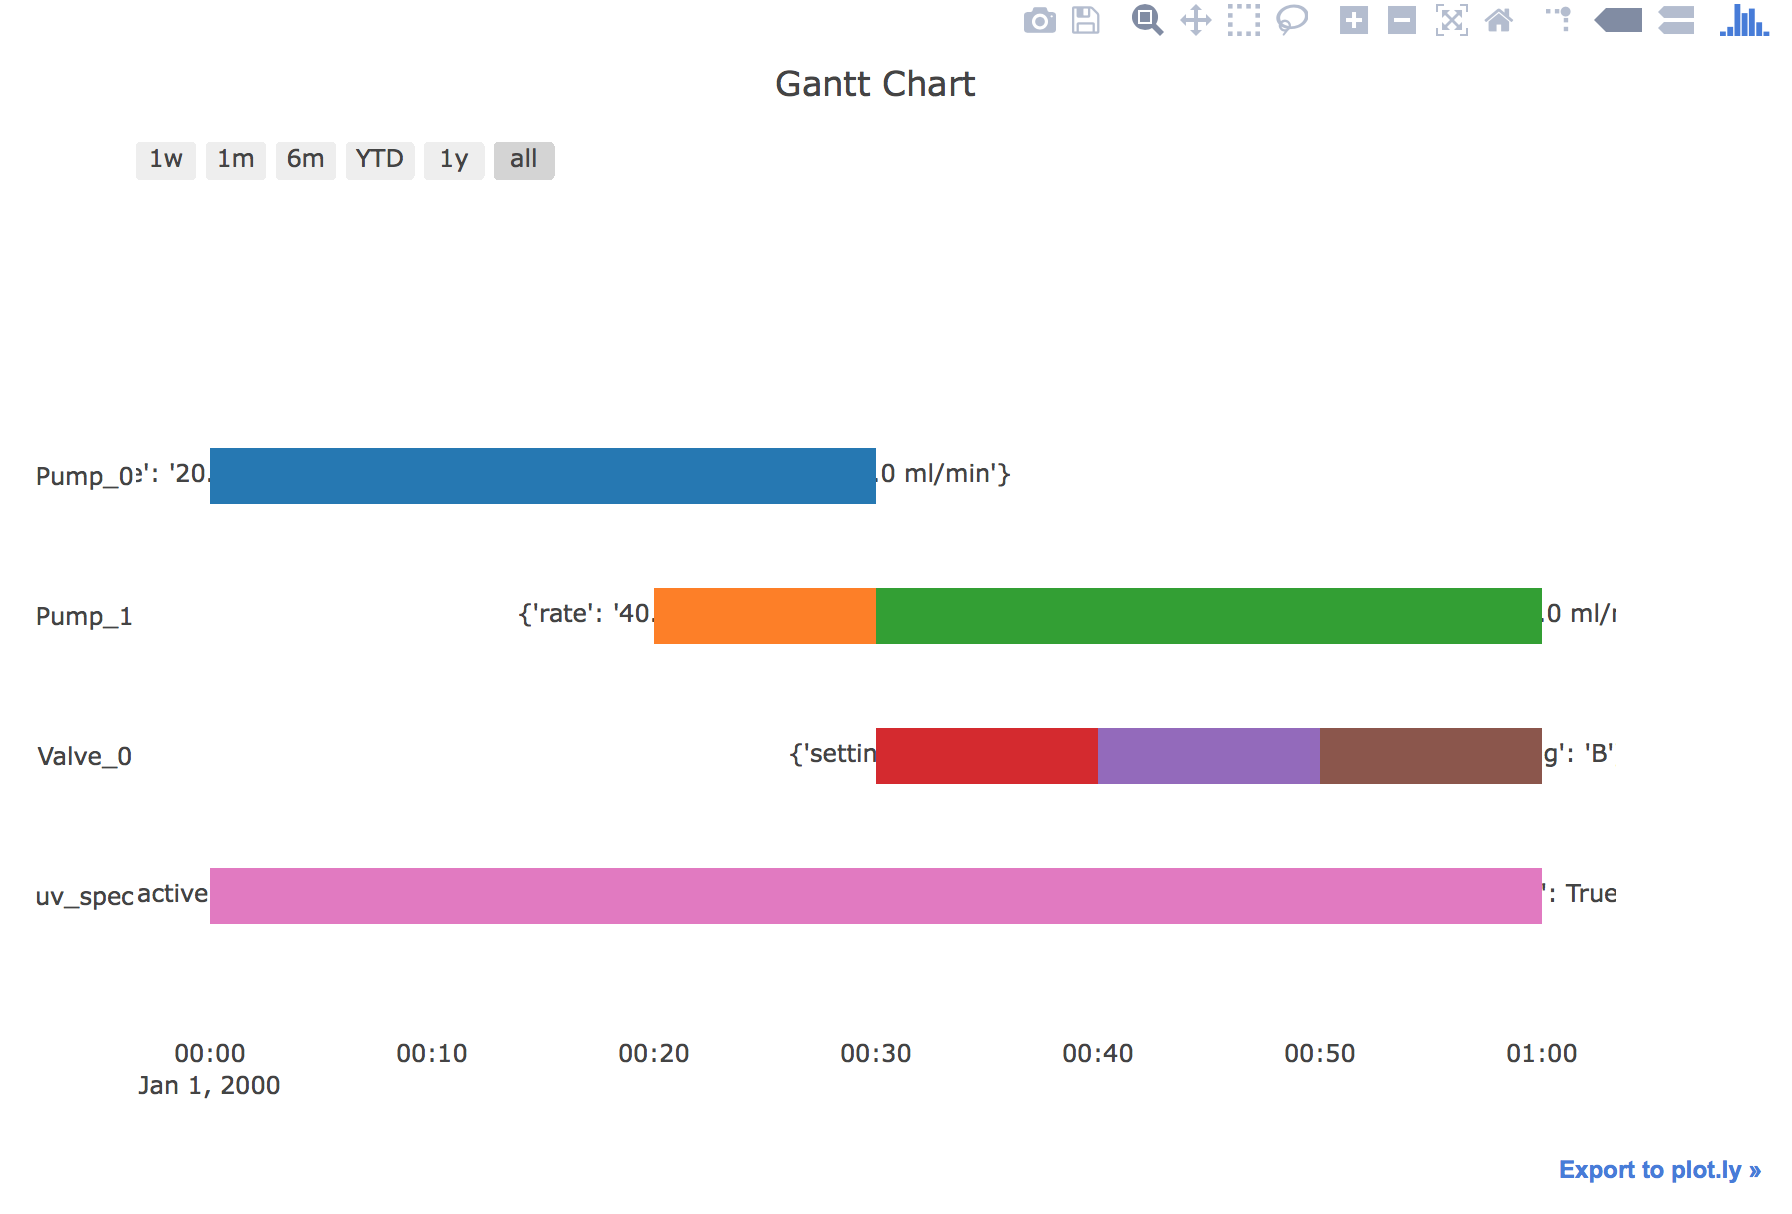 Gantt Chart
1w 1m 6m YTD 1y all
Pump_0 e': '20. .0 ml/min'}
Pump_1 {'rate': '40. .0 ml/
Valve_0 {'settin g': 'B'
uv_spec active ': True
00:00 00:10 00:20 00:30 00:40 00:50 01:00
Jan 1, 2000
Export to plot.ly »